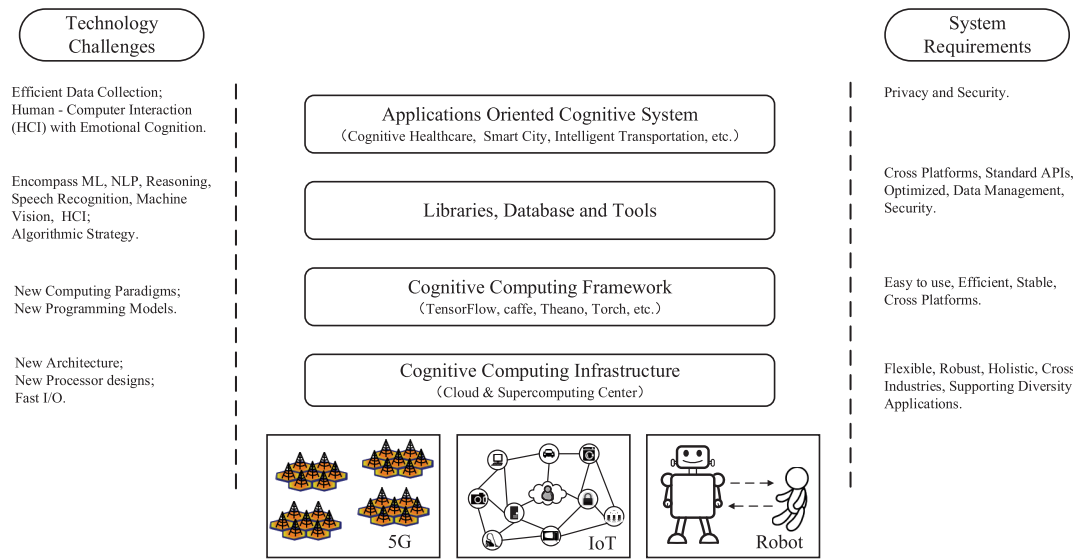 Technology
Challenges
Efficient Data Collection;
Human - Computer Interaction
(HCI) with Emotional Cognition.
Encompass ML, NLP, Reasoning,
Speech Recognition, Machine
Vision, HCI;
Algorithmic Strategy.
New Computing Paradigms;
New Programming Models.
New Architecture;
New Processor designs;
Fast I/O.
Applications Oriented Cognitive System
（Cognitive Healthcare, Smart City, Intelligent Transportation, etc.）
Libraries, Database and Tools
Cognitive Computing Framework
（TensorFlow, caffe, Theano, Torch, etc.）
Cognitive Computing Infrastructure
（Cloud & Supercomputing Center）
5G
IoT
Robot
System
Requirements
Privacy and Security.
Cross Platforms, Standard APIs,
Optimized, Data Management,
Security.
Easy to use, Efficient, Stable,
Cross Platforms.
Flexible, Robust, Holistic, Cross
Industries, Supporting Diversity
Applications.